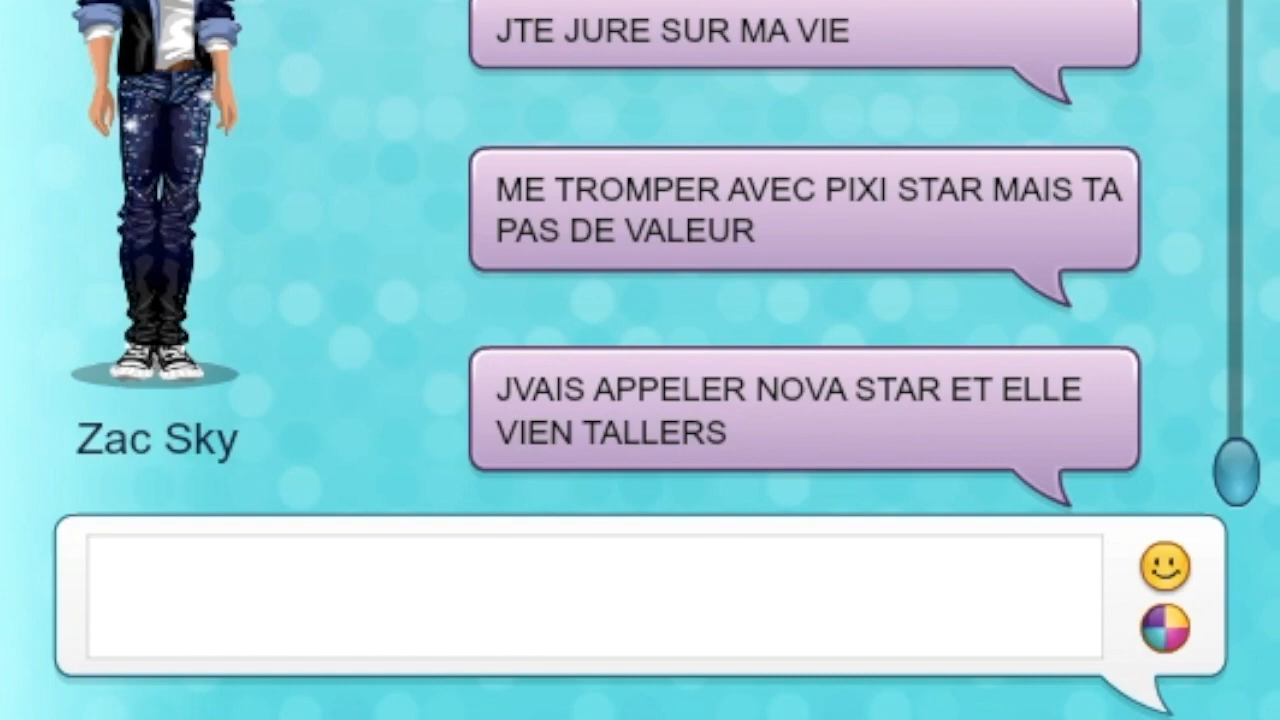 JTE JURE SUR MA VIE
ME TROMPER AVEC PIXI STAR MAIS TA
PAS DE VALEUR
JVAIS APPELER NOVA STAR ET ELLE
VIEN TALLERS
Zac Sky